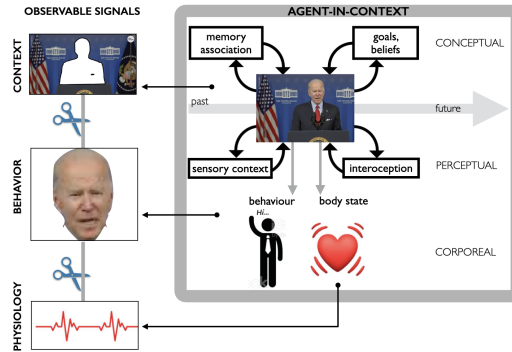 OBSERVABLE SIGNALS
AGENT-IN-CONTEXT
CONTEXT
BEHAVIOR
PHYSIOLOGY
memory
association
goals,
beliefs
CONCEPTUAL
past
future
sensory context
interoception
PERCEPTUAL
behaviour
body state
Hi...
CORPOREAL